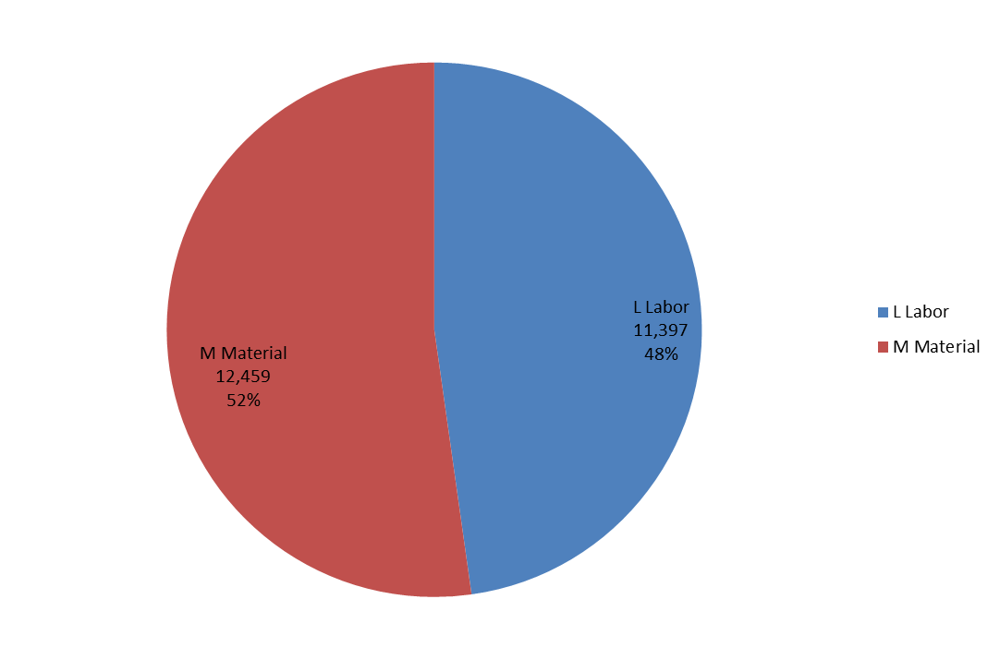 L Labor
11,397
48%
M Material
12,459
52%
L Labor
M Material